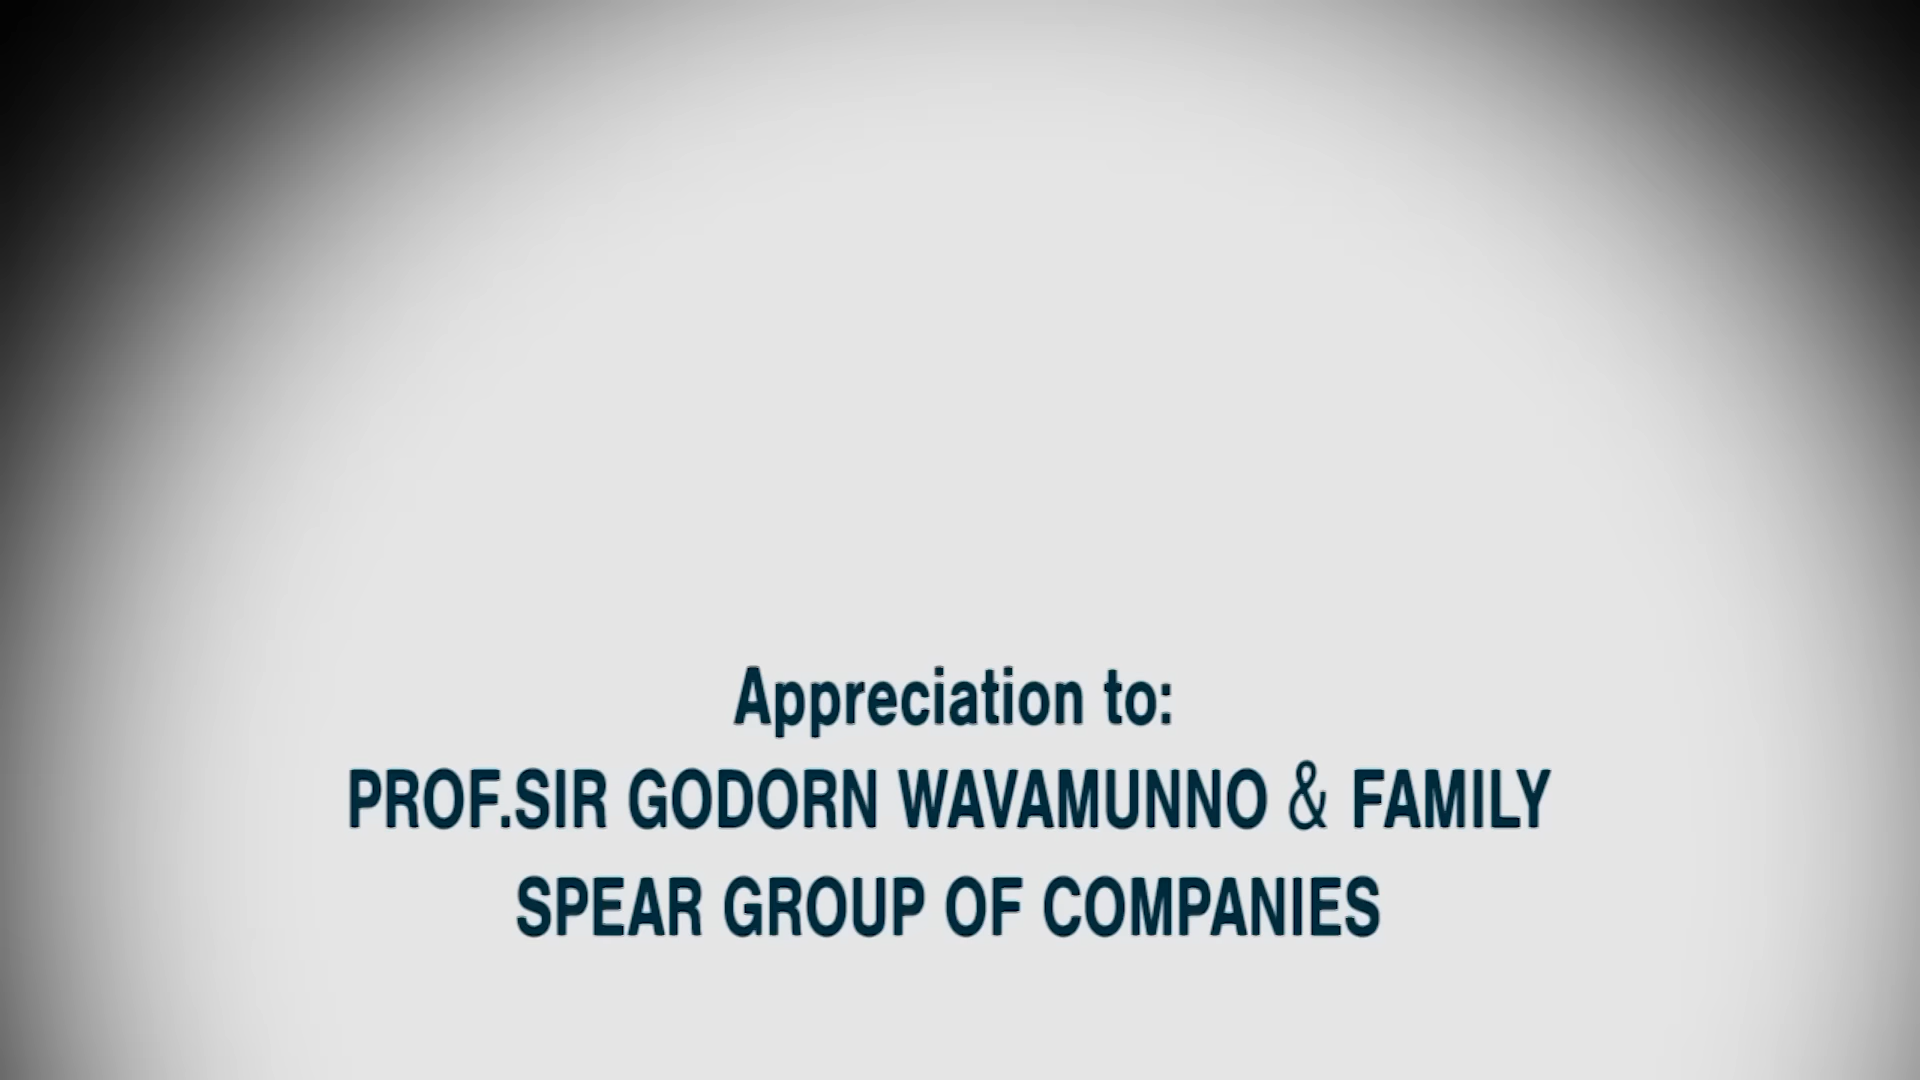 Appreciation to:
PROF.SIR GODORN WAVAMUNNO & FAMILY
SPEAR GROUP OF COMPANIES